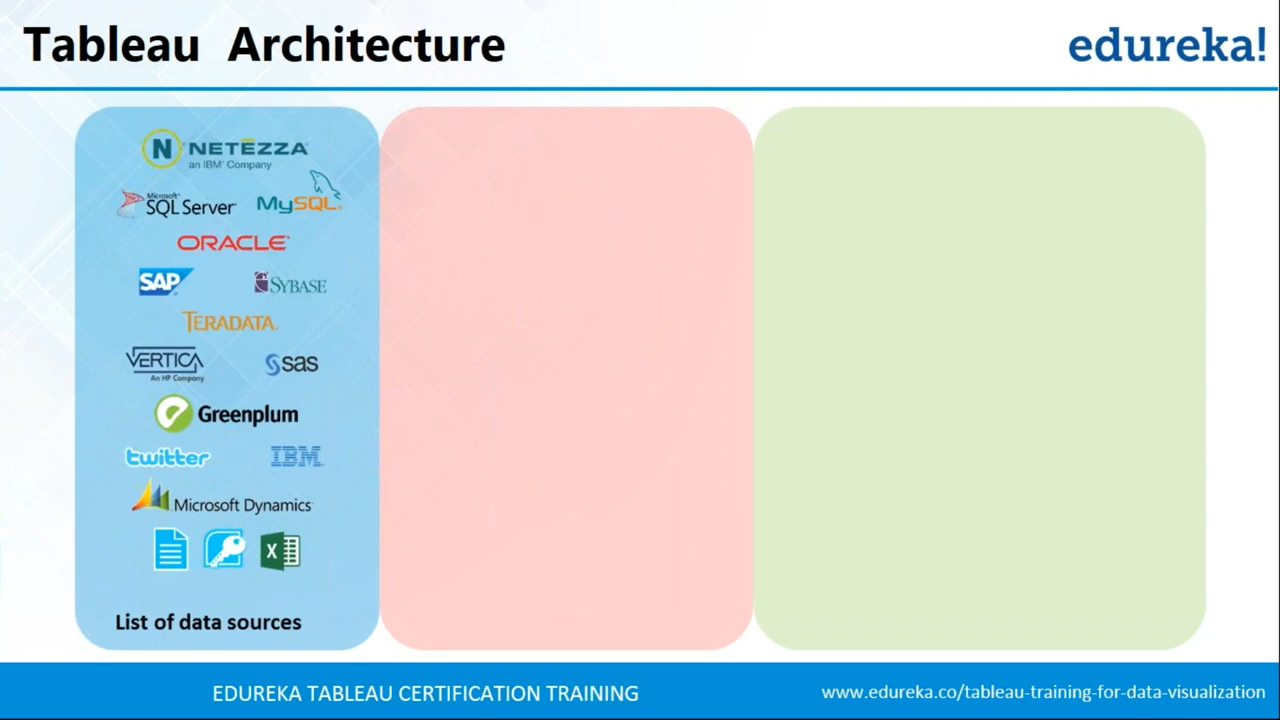 Tableau Architecture
edureka!
N NETEZZA
an IBM® Company
Microsoft®
SQL Server
MySQL®
ORACLE®
SAP
SYBASE
TERADATA.
VERTICA
An HP Company
sas
Greenplum
twitter
IBM
Microsoft Dynamics
X
List of data sources
EDUREKA TABLEAU CERTIFICATION TRAINING
www.edureka.co/tableau-training-for-data-visualization